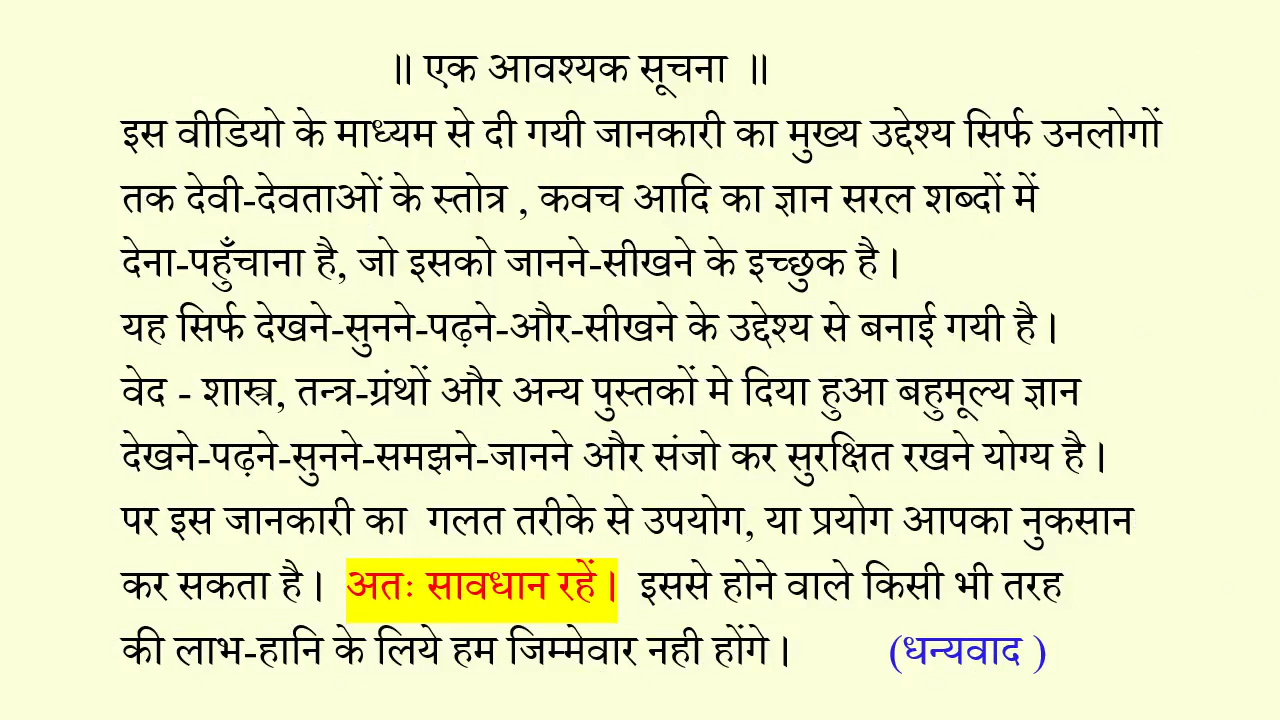 ॥ एक आवश्यक सूचना ॥
इस वीडियो के माध्यम से दी गयी जानकारी का मुख्य उद्देश्य सिर्फ उनलोगों
तक देवी-देवताओं के स्तोत्र , कवच आदि का ज्ञान सरल शब्दों में
देना-पहुँचाना है, जो इसको जानने-सीखने के इच्छुक है।
यह सिर्फ देखने-सुनने-पढ़ने-और-सीखने के उद्देश्य से बनाई गयी है।
वेद - शास्त्र, तन्त्र-ग्रंथों और अन्य पुस्तकों मे दिया हुआ बहुमूल्य ज्ञान
देखने-पढ़ने-सुनने-समझने-जानने और संजो कर सुरक्षित रखने योग्य है।
पर इस जानकारी का गलत तरीके से उपयोग, या प्रयोग आपका नुकसान
कर सकता है। अतः सावधान रहें। इससे होने वाले किसी भी तरह
की लाभ-हानि के लिये हम जिम्मेवार नही होंगे। (धन्यवाद )